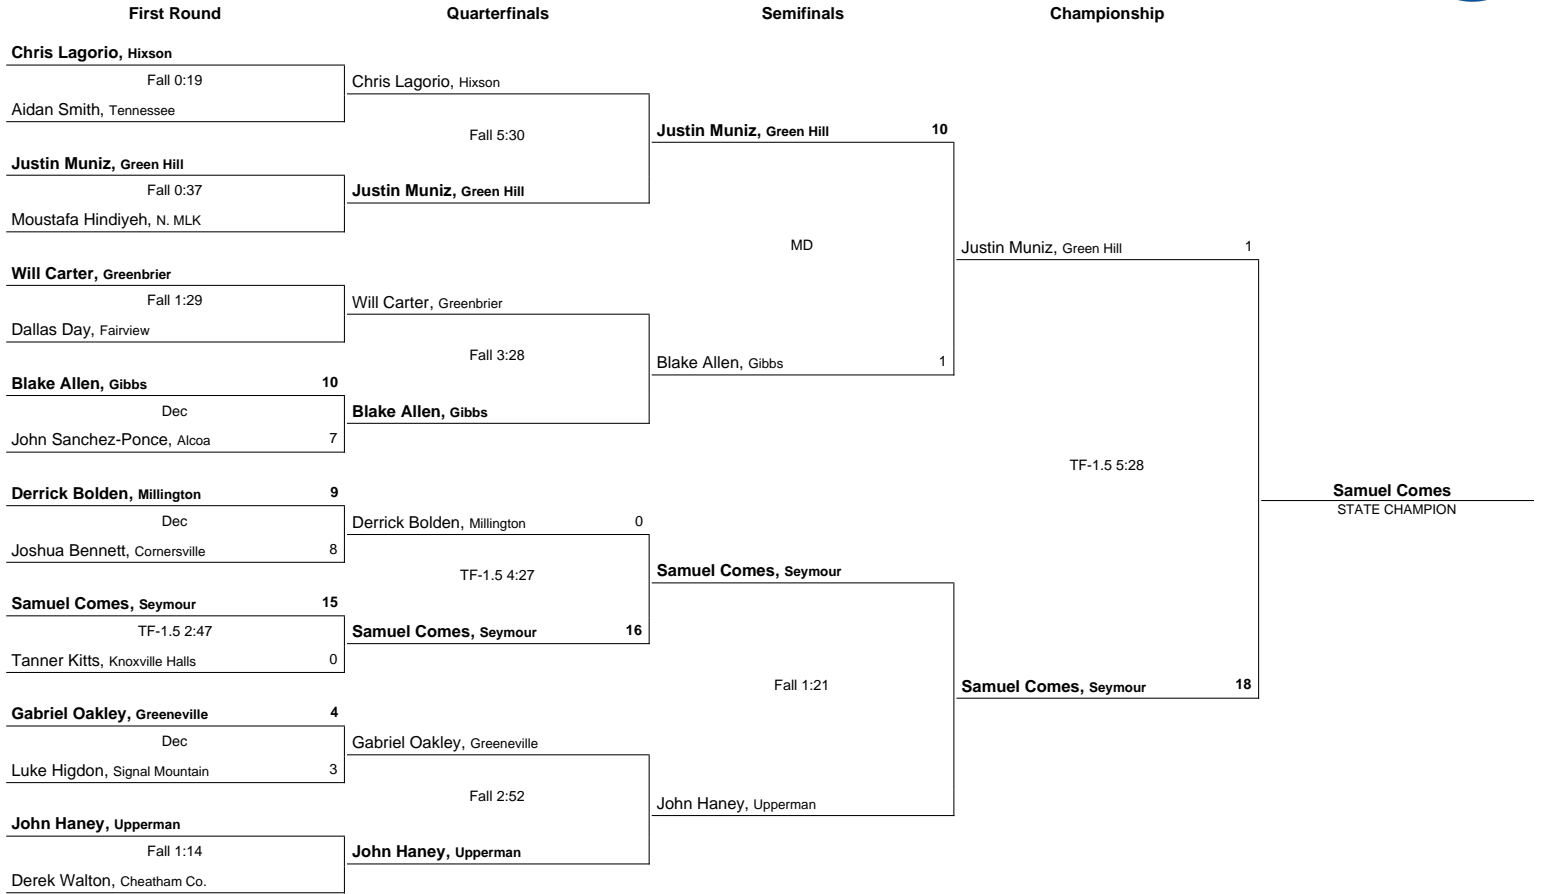 First Round
Quarterfinals
Semifinals
Championship
Chris Lagorio, Hixson
Fall 0:19
Aidan Smith, Tennessee
Justin Muniz, Green Hill
Fall 0:37
Moustafa Hindiyeh, N. MLK
Will Carter, Greenbrier
Fall 1:29
Dallas Day, Fairview
Blake Allen, Gibbs 10
Dec
John Sanchez-Ponce, Alcoa 7
Derrick Bolden, Millington 9
Dec
Joshua Bennett, Cornersville 8
Samuel Comes, Seymour 15
TF-1.5 2:47
Tanner Kitts, Knoxville Halls 0
Gabriel Oakley, Greeneville 4
Dec
Luke Higdon, Signal Mountain 3
John Haney, Upperman
Fall 1:14
Derek Walton, Cheatham Co.
Chris Lagorio, Hixson
Fall 5:30
Justin Muniz, Green Hill
Will Carter, Greenbrier
Fall 3:28
Blake Allen, Gibbs
Derrick Bolden, Millington 0
TF-1.5 4:27
Samuel Comes, Seymour 16
Gabriel Oakley, Greeneville
Fall 2:52
John Haney, Upperman
Justin Muniz, Green Hill 10
MD
Blake Allen, Gibbs 1
Samuel Comes, Seymour
Fall 1:21
John Haney, Upperman
Justin Muniz, Green Hill 1
TF-1.5 5:28
Samuel Comes, Seymour 18
Samuel Comes
STATE CHAMPION